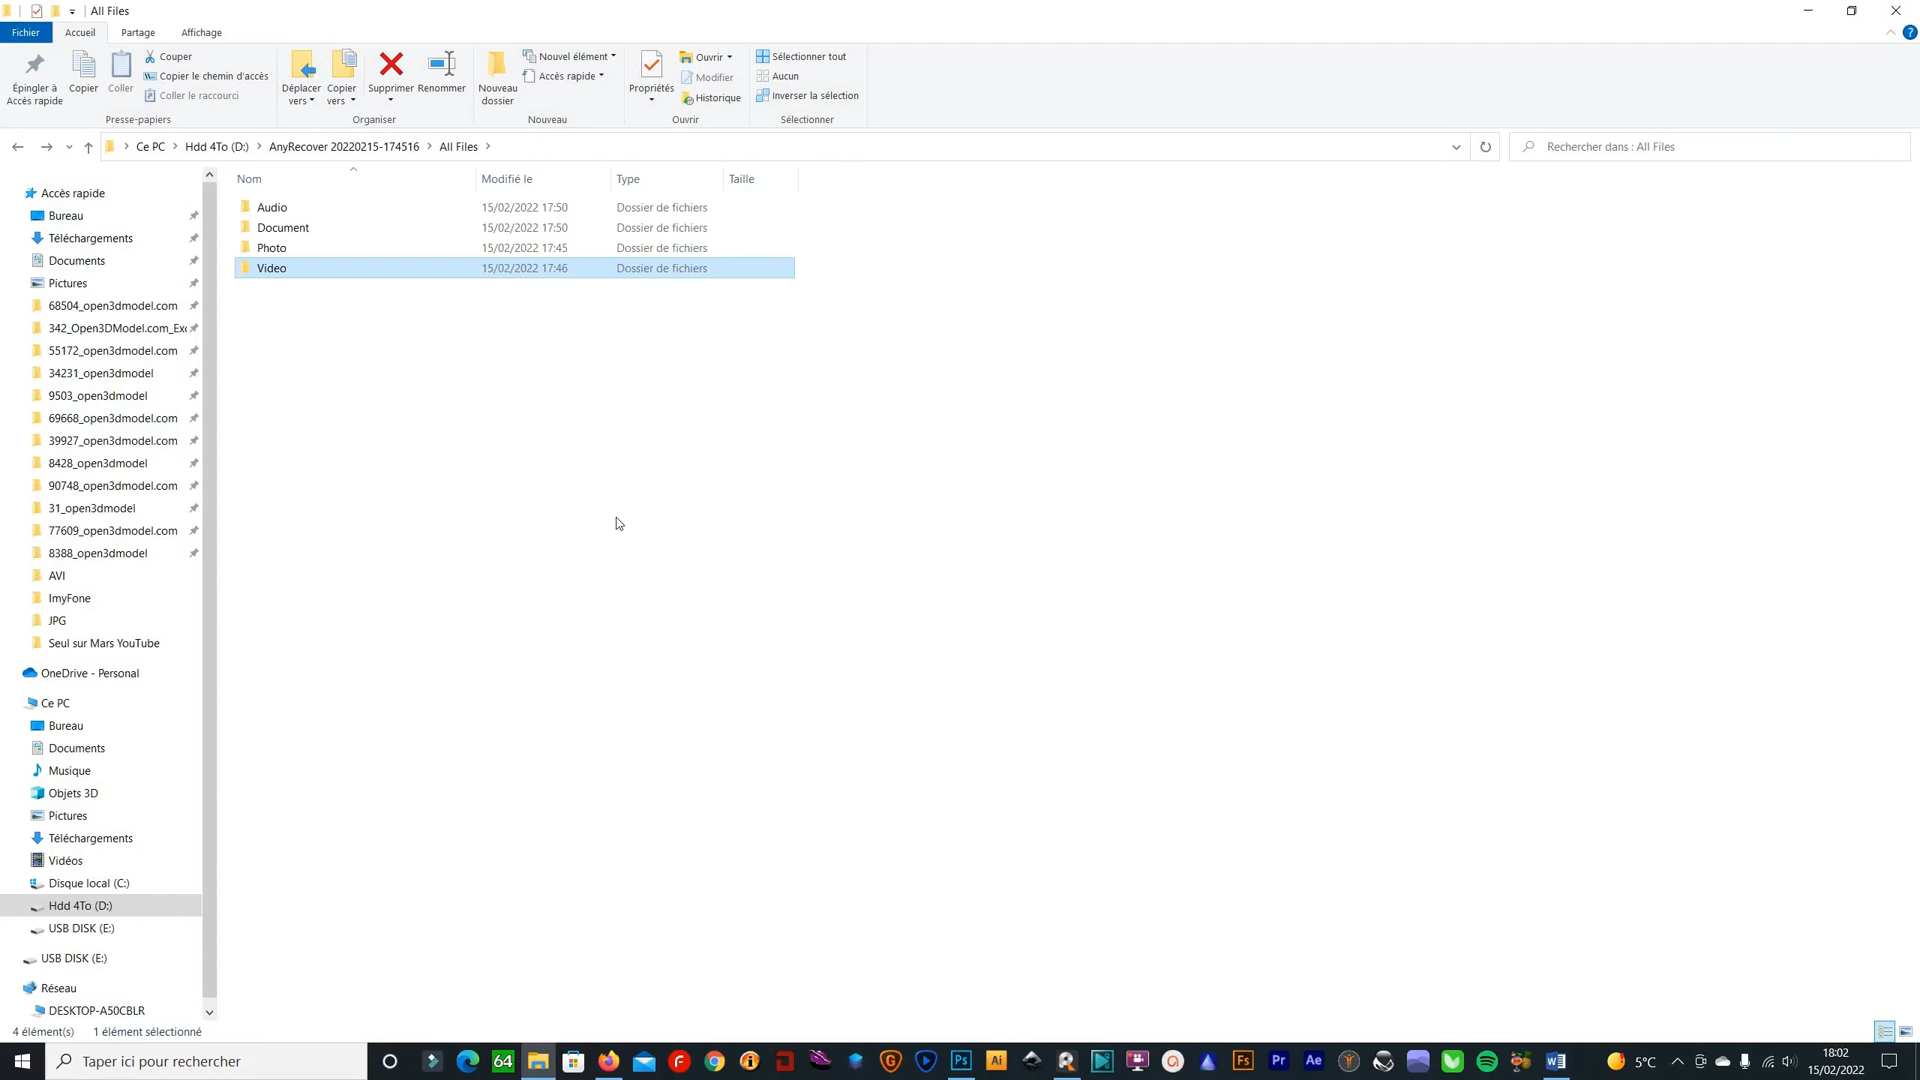 All Files
Fichier Accueil Partage Affichage
Épingler à Accès rapide
Copier
Coller
Couper
Copier le chemin d'accès
Coller le raccourci
Presse-papiers
Déplacer vers
Copier vers
Supprimer
Renommer
Organiser
Nouveau dossier
Nouvel élément
Accès rapide
Nouveau
Propriétés
Ouvrir
Modifier
Historique
Ouvrir
Sélectionner tout
Aucun
Inverser la sélection
Sélectionner
Ce PC Hdd 4To (D:) AnyRecover 20220215-174516 All Files
Rechercher dans : All Files
Nom Modifié le Type Taille
Audio 15/02/2022 17:50 Dossier de fichiers
Document 15/02/2022 17:50 Dossier de fichiers
Photo 15/02/2022 17:45 Dossier de fichiers
Video 15/02/2022 17:46 Dossier de fichiers
Accès rapide
Bureau
Téléchargements
Documents
Pictures
68504_open3dmodel.com
342_Open3DModel.com_Ex
55172_open3dmodel.com
34231_open3dmodel
9503_open3dmodel
69668_open3dmodel.com
39927_open3dmodel.com
8428_open3dmodel
90748_open3dmodel.com
31_open3dmodel
77609_open3dmodel.com
8388_open3dmodel
AVI
ImyFone
JPG
Seul sur Mars YouTube
OneDrive - Personal
Ce PC
Bureau
Documents
Musique
Objets 3D
Pictures
Téléchargements
Vidéos
Disque local (C:)
Hdd 4To (D:)
USB DISK (E:)
USB DISK (E:)
Réseau
DESKTOP-A50CBLR
4 élément(s) 1 élément sélectionné
Taper ici pour rechercher
64
Ps
Ai
Fs
Pr
Ae
5°C
18:02
15/02/2022